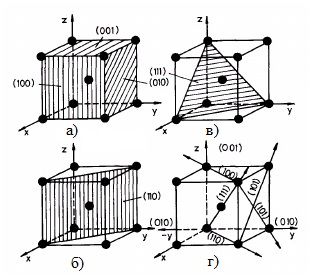 z
(001)
(100)
(010)
x
y
а)
z
(111)
x
y
в)
z
(110)
(010)
x
y
б)
z
(001)
(100)
(111)
(101)
(101)
(010)
-y
(110)
x
y
г)